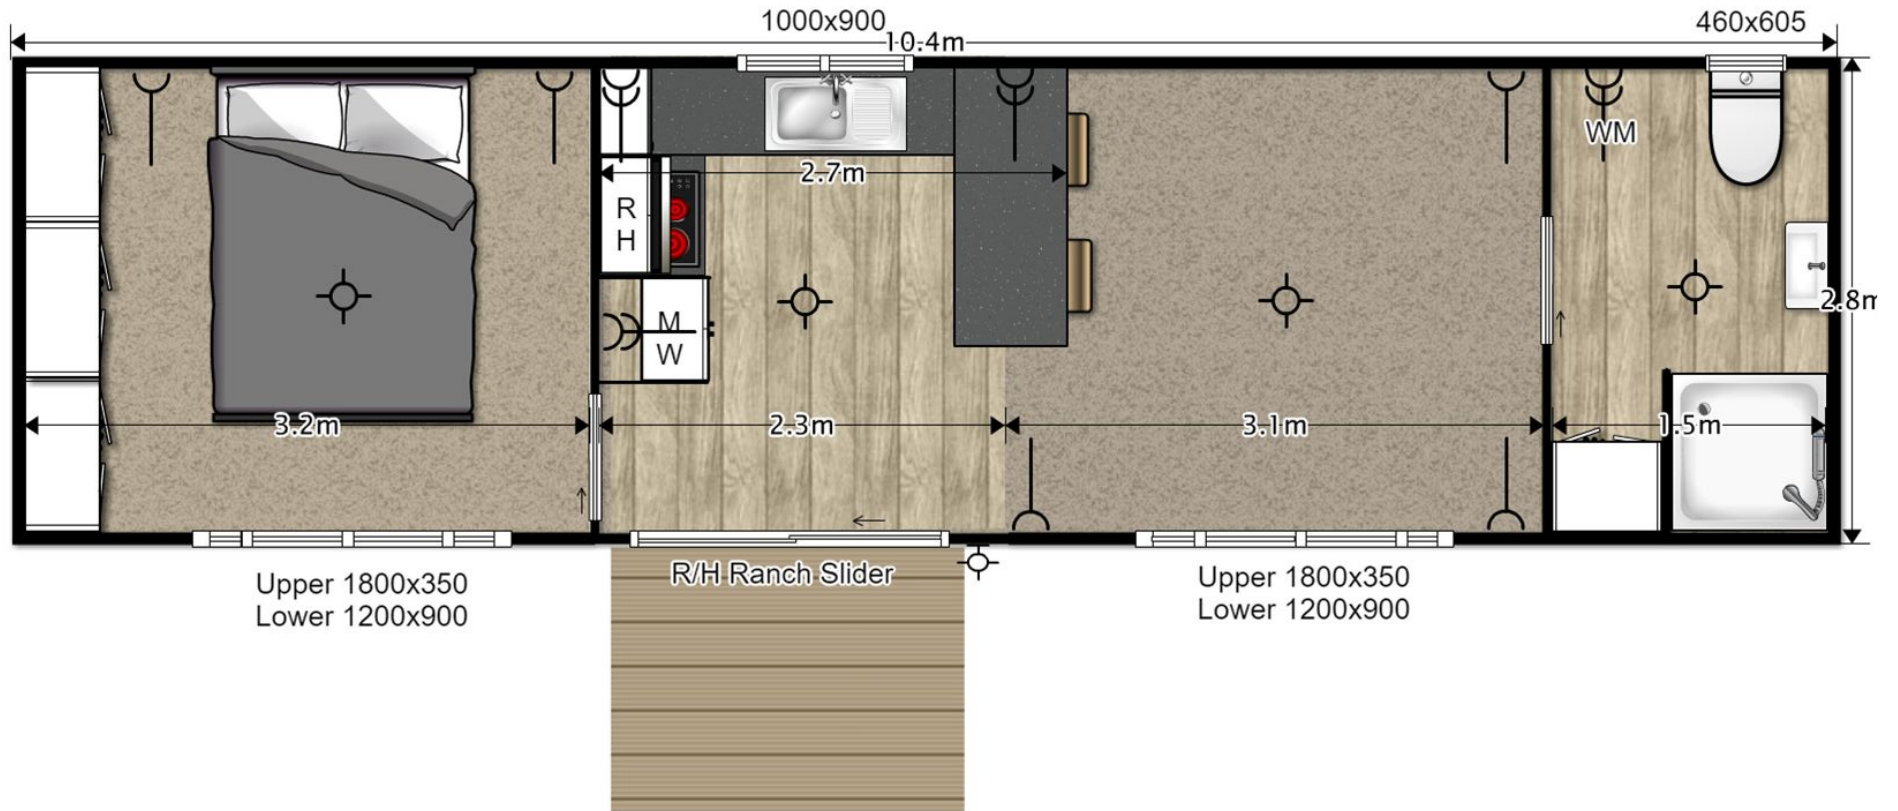 1000x900
460x605
10.4m
WM
2.7m
R
H
2.8m
M
W
3.2m
2.3m
3.1m
1.5m
R/H Ranch Slider
Upper 1800x350
Lower 1200x900
Upper 1800x350
Lower 1200x900